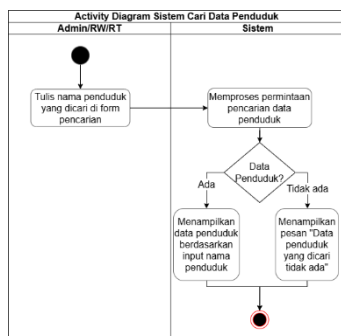 Activity Diagram Sistem Cari Data Penduduk
Admin/RW/RT
Sistem
Tulis nama penduduk
yang dicari di form
pencarian
Memproses permintaan
pencarian data
penduduk
Data
Penduduk?
Ada
Tidak ada
Menampilkan
data penduduk
berdasarkan
input nama
penduduk
Menampilkan
pesan "Data
penduduk
yang dicari
tidak ada"